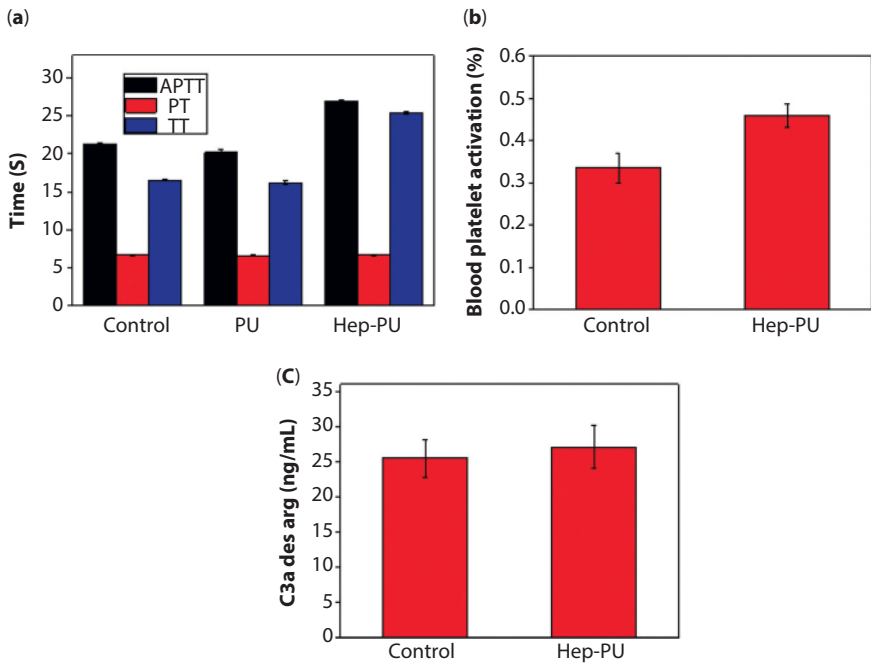 (a)
Time (S)
30
25
20
15
10
5
0
APTT
PT
TT
Control PU Hep-PU
(b)
Blood platelet activation (%)
0.6
0.5
0.4
0.3
0.2
0.1
0.0
Control Hep-PU
(C)
C3a des arg (ng/mL)
35
30
25
20
15
10
5
0
Control Hep-PU